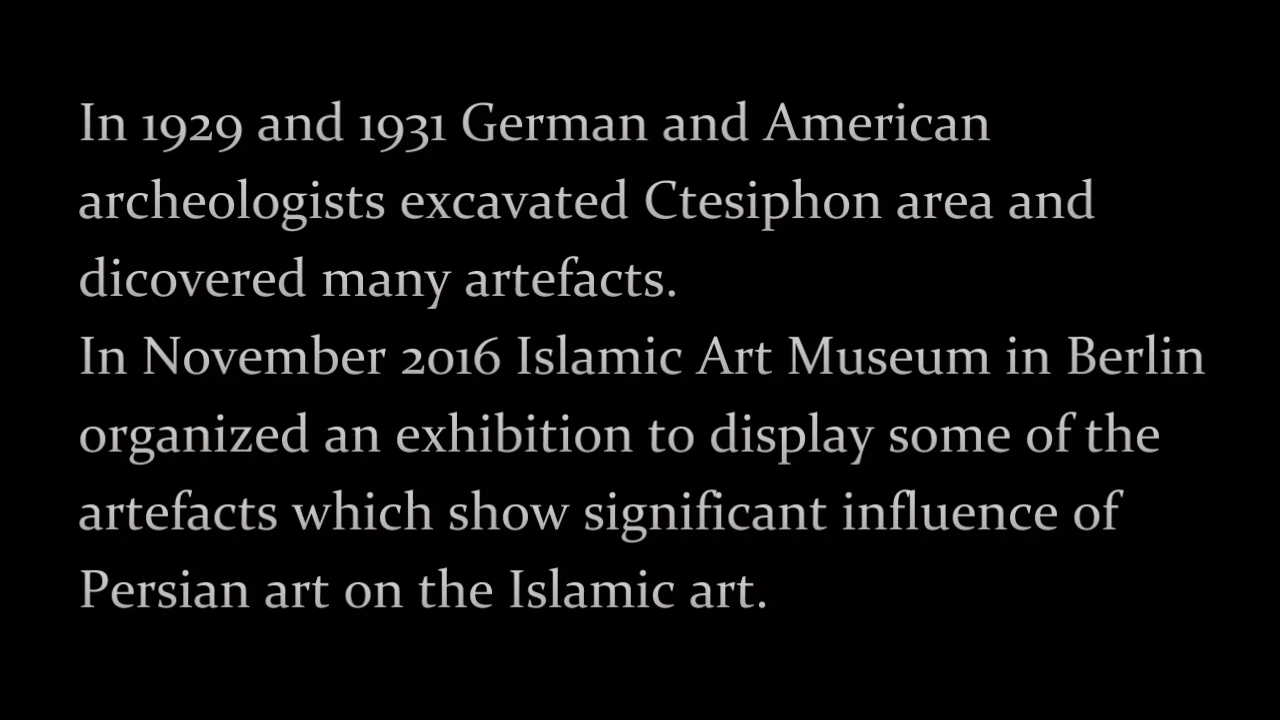 In 1929 and 1931 German and American
archeologists excavated Ctesiphon area and
dicovered many artefacts.
In November 2016 Islamic Art Museum in Berlin
organized an exhibition to display some of the
artefacts which show significant influence of
Persian art on the Islamic art.